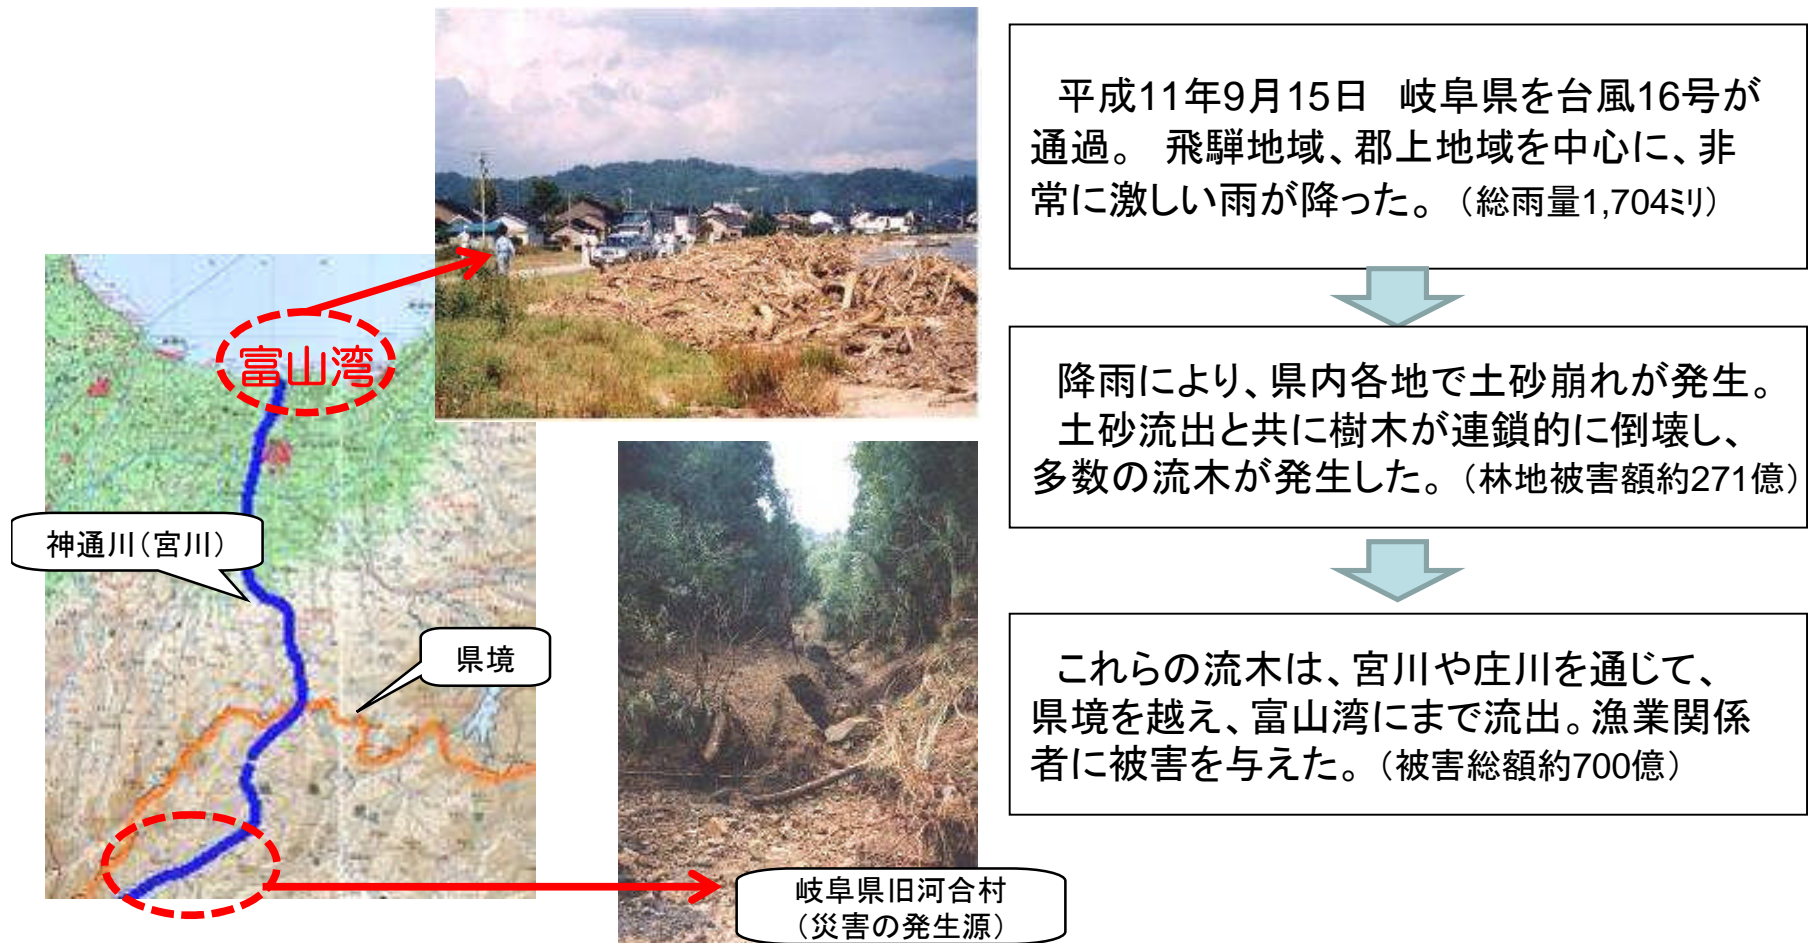 平成11年9月15日　岐阜県を台風16号が
通過。　飛騨地域、郡上地域を中心に、非
常に激しい雨が降った。（総雨量1,704ﾐﾘ）
降雨により、県内各地で土砂崩れが発生。
土砂流出と共に樹木が連鎖的に倒壊し、
多数の流木が発生した。（林地被害額約271億）
これらの流木は、宮川や庄川を通じて、
県境を越え、富山湾にまで流出。漁業関係
者に被害を与えた。（被害総額約700億）
富山湾
神通川（宮川）
県境
岐阜県旧河合村
（災害の発生源）